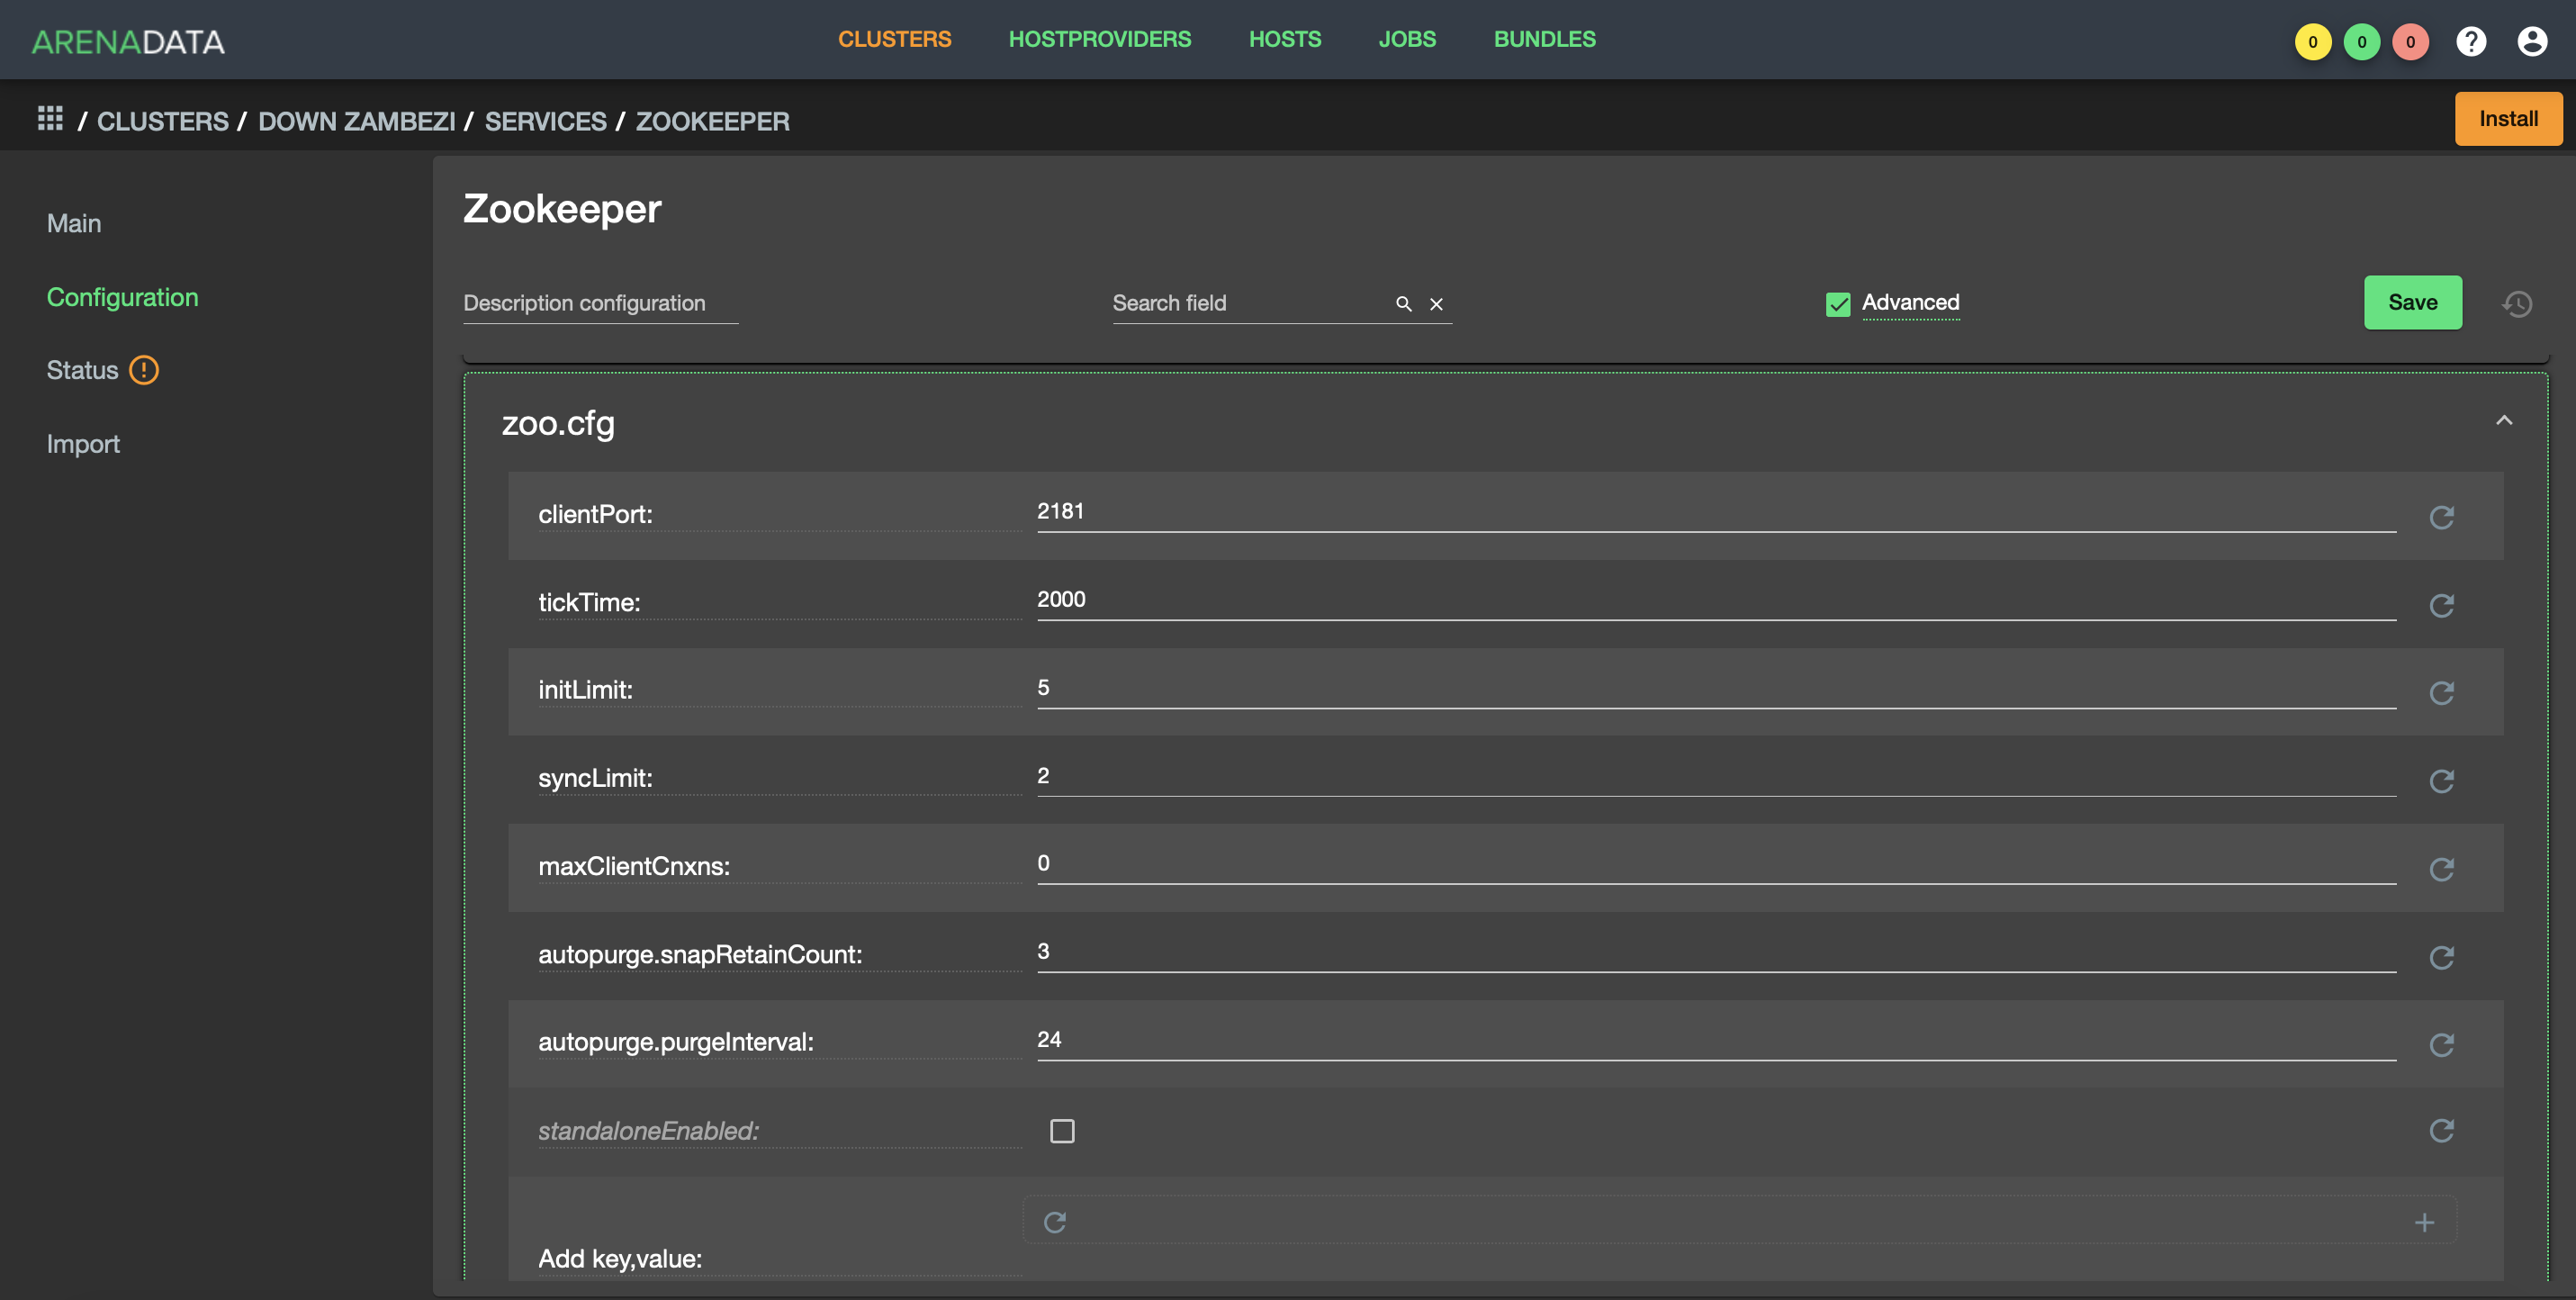 ARENADATA CLUSTERS HOSTPROVIDERS HOSTS JOBS BUNDLES 0 0 0 ?
/ CLUSTERS / DOWN ZAMBEZI / SERVICES / ZOOKEEPER Install
Main
Configuration
Status !
Import
Zookeeper
Description configuration Search field Advanced Save
zoo.cfg
clientPort: 2181
tickTime: 2000
initLimit: 5
syncLimit: 2
maxClientCnxns: 0
autopurge.snapRetainCount: 3
autopurge.purgeInterval: 24
standaloneEnabled:
Add key,value: